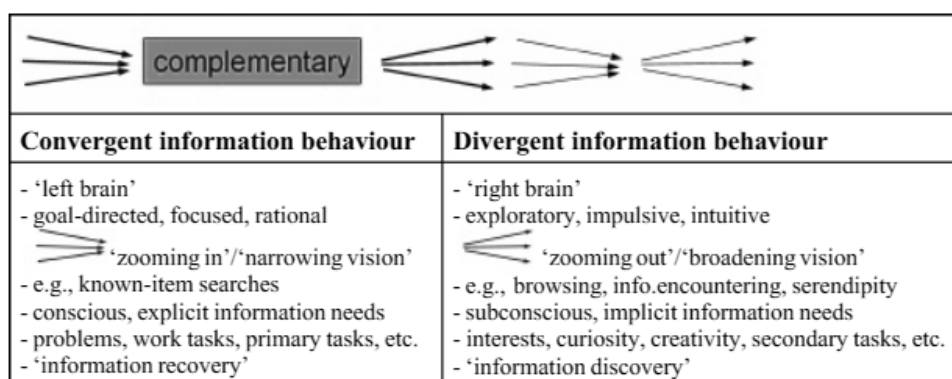 complementary
Convergent information behaviour
- ‘left brain’
- goal-directed, focused, rational
‘zooming in’/‘narrowing vision’
- e.g., known-item searches
- conscious, explicit information needs
- problems, work tasks, primary tasks, etc.
- ‘information recovery’
Divergent information behaviour
- ‘right brain’
- exploratory, impulsive, intuitive
‘zooming out’/‘broadening vision’
- e.g., browsing, info.encountering, serendipity
- subconscious, implicit information needs
- interests, curiosity, creativity, secondary tasks, etc.
- ‘information discovery’